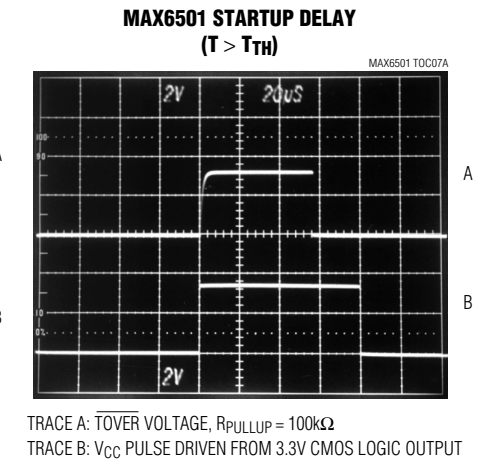 MAX6501 STARTUP DELAY
(T > TTH)
MAX6501 TOC07A
2V 20µS
100
90
A
B
10
0%
2V
TRACE A: TOVER VOLTAGE, RPULLUP = 100kΩ
TRACE B: VCC PULSE DRIVEN FROM 3.3V CMOS LOGIC OUTPUT